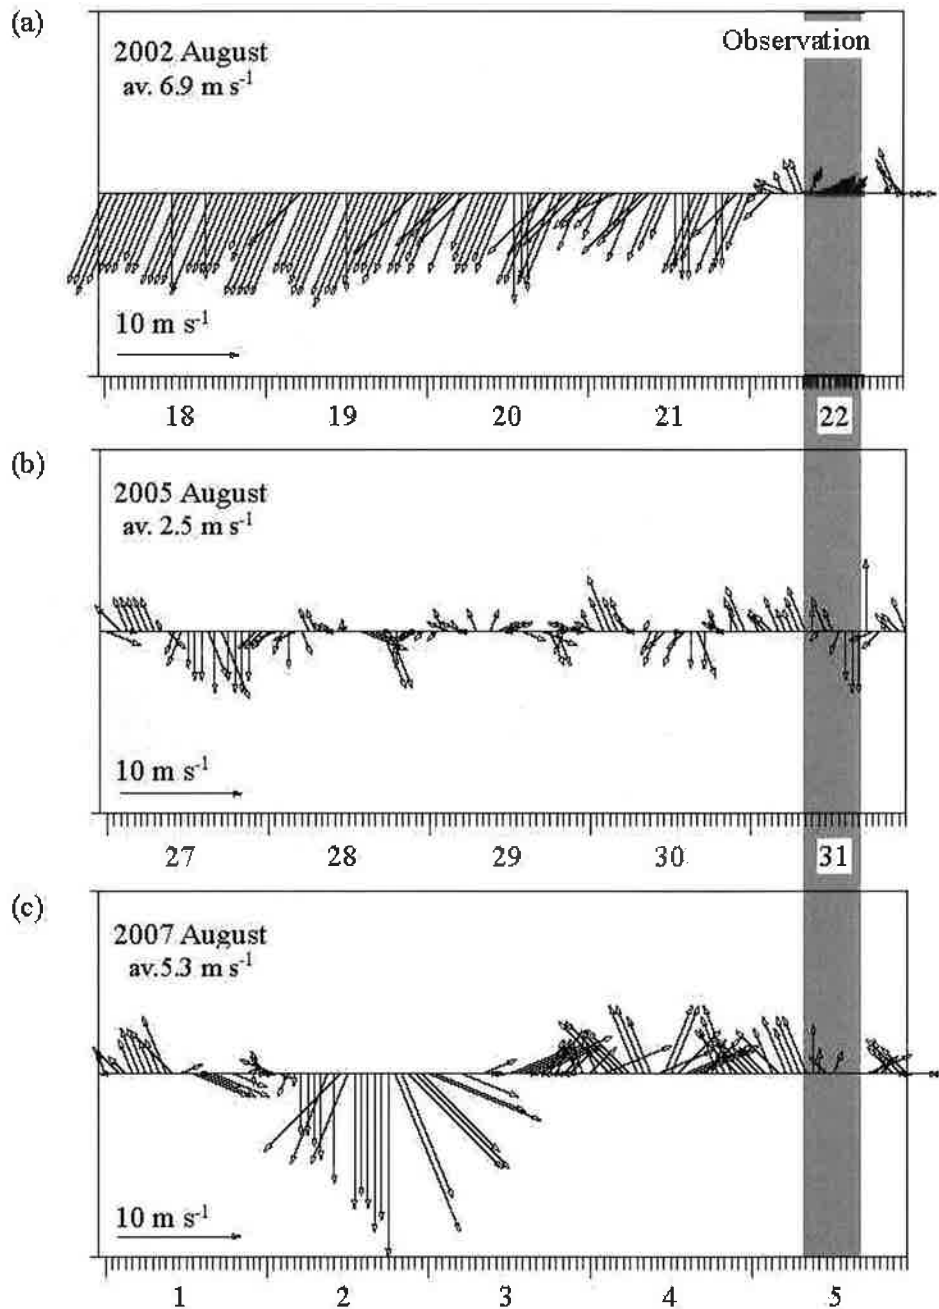 (a)
2002 August
av. 6.9 m s-1
Observation
10 m s-1
18 19 20 21 22
(b)
2005 August
av. 2.5 m s-1
10 m s-1
27 28 29 30 31
(c)
2007 August
av.5.3 m s-1
10 m s-1
1 2 3 4 5